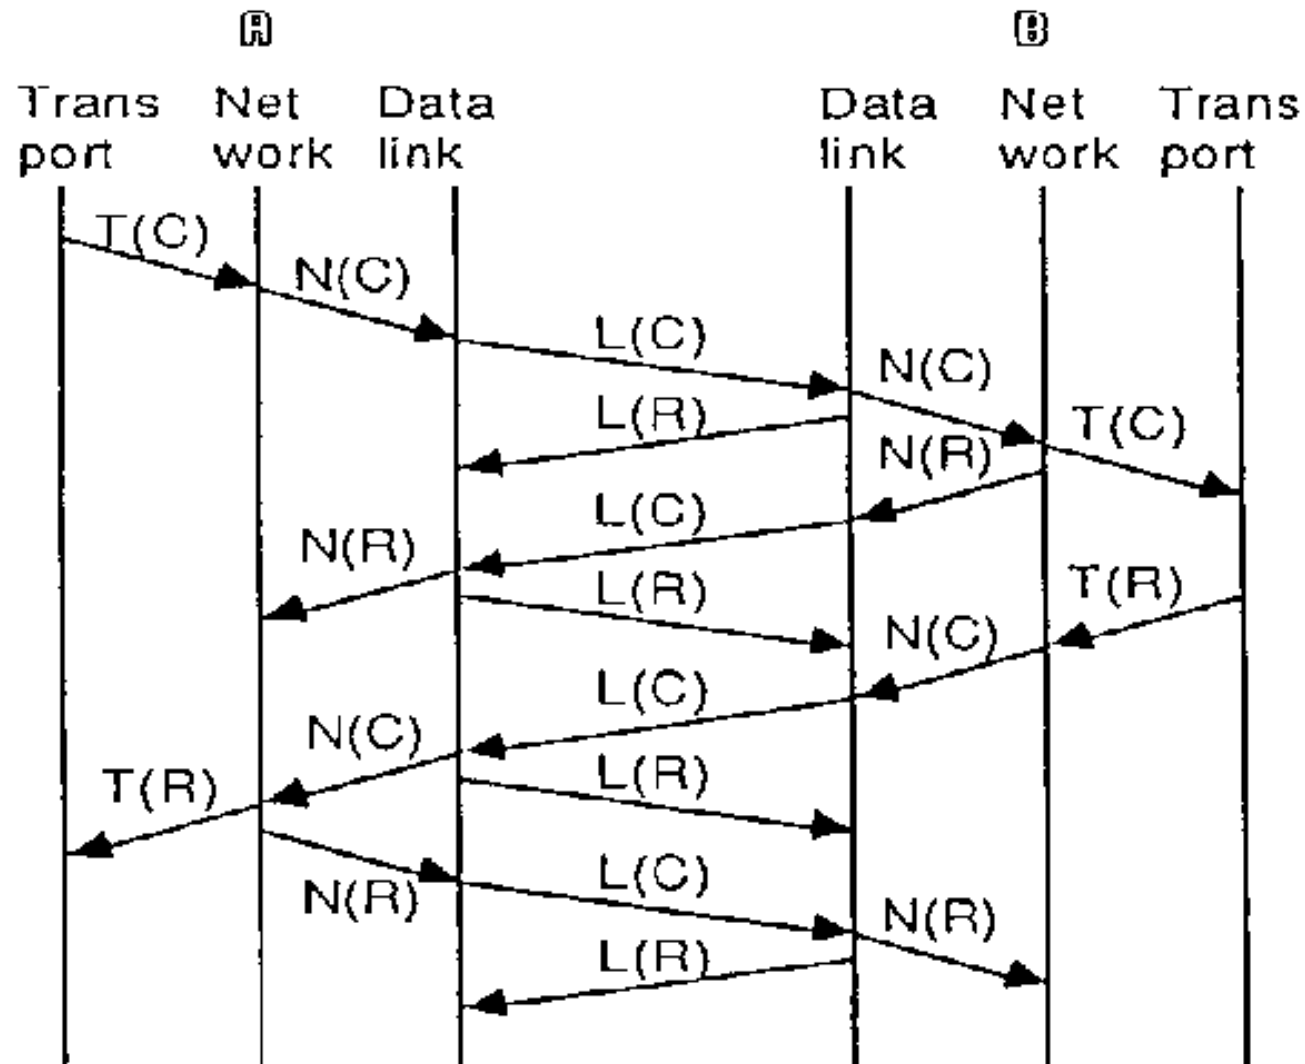 A B
Trans Net Data Data Net Trans
port work link link work port
T(C)
N(C)
L(C)
N(C)
L(R)
T(C)
N(R)
L(C)
N(R)
L(R)
T(R)
N(C)
L(C)
N(C)
L(R)
T(R)
L(C)
N(R)
N(R)
L(R)